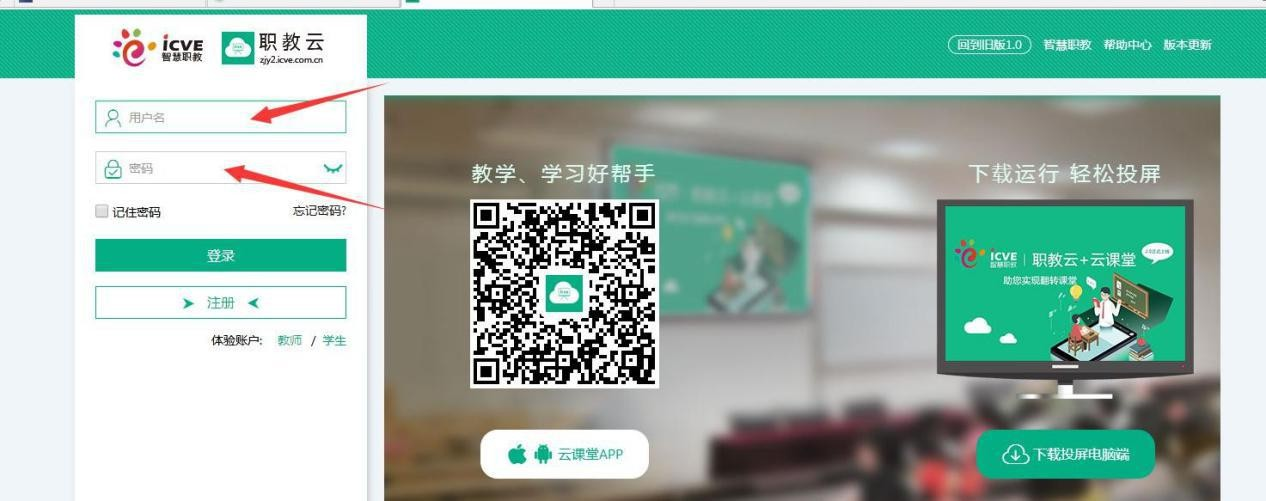 icve
智慧职教
职教云
zjy2.icve.com.cn
回到旧版1.0
智慧职教
帮助中心
版本更新
用户名
密码
记住密码
忘记密码?
登录
注册
体验账户: 教师 / 学生
教学、学习好帮手
云课堂APP
下载运行 轻松投屏
ICVE
智慧职教
职教云+云课堂
助您实现翻转课堂
下载投屏电脑端